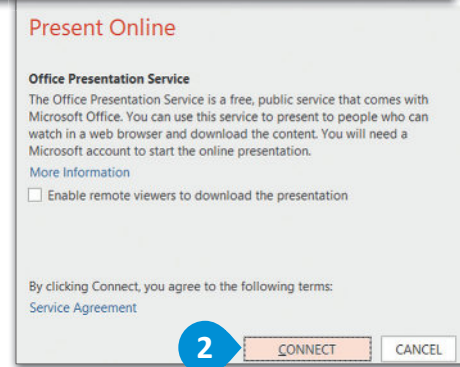 Present Online
Office Presentation Service
The Office Presentation Service is a free, public service that comes with
Microsoft Office. You can use this service to present to people who can
watch in a web browser and download the content. You will need a
Microsoft account to start the online presentation.
More Information
Enable remote viewers to download the presentation
By clicking Connect, you agree to the following terms:
Service Agreement
2 CONNECT CANCEL